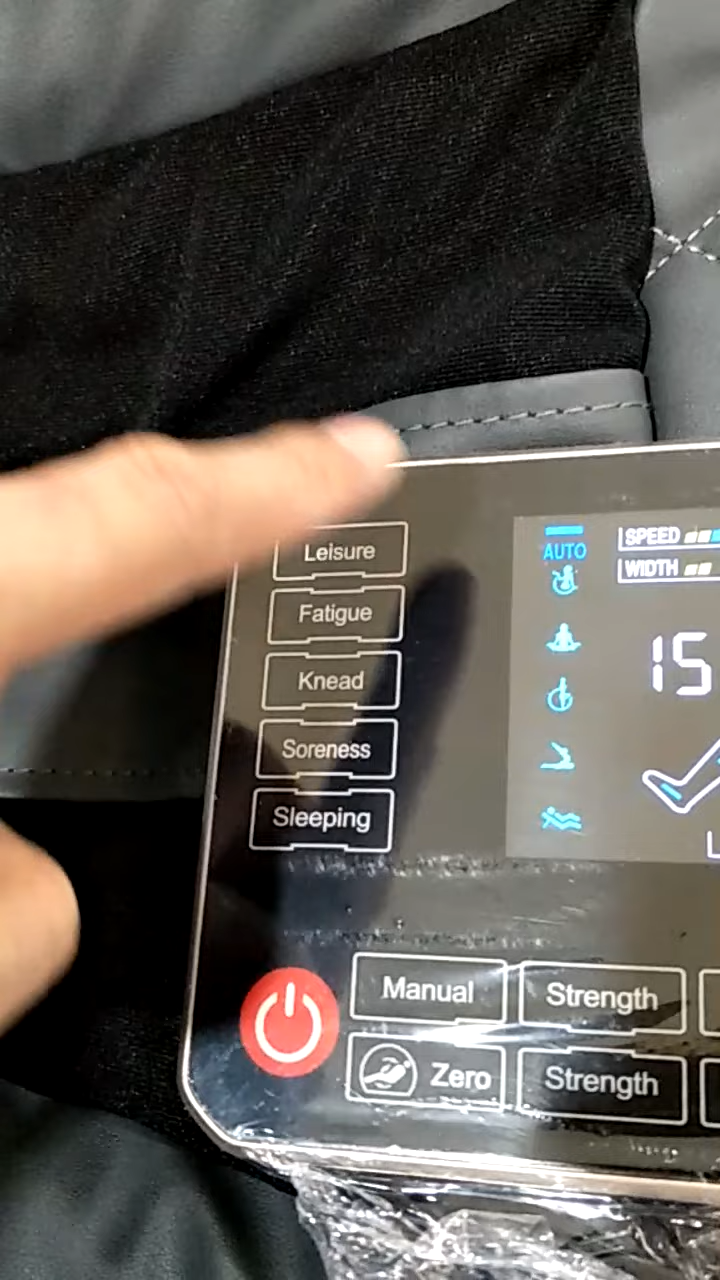 Leisure
Fatigue
Knead
Soreness
Sleeping
AUTO
SPEED
WIDTH
15
Manual
Strength
Zero
Strength